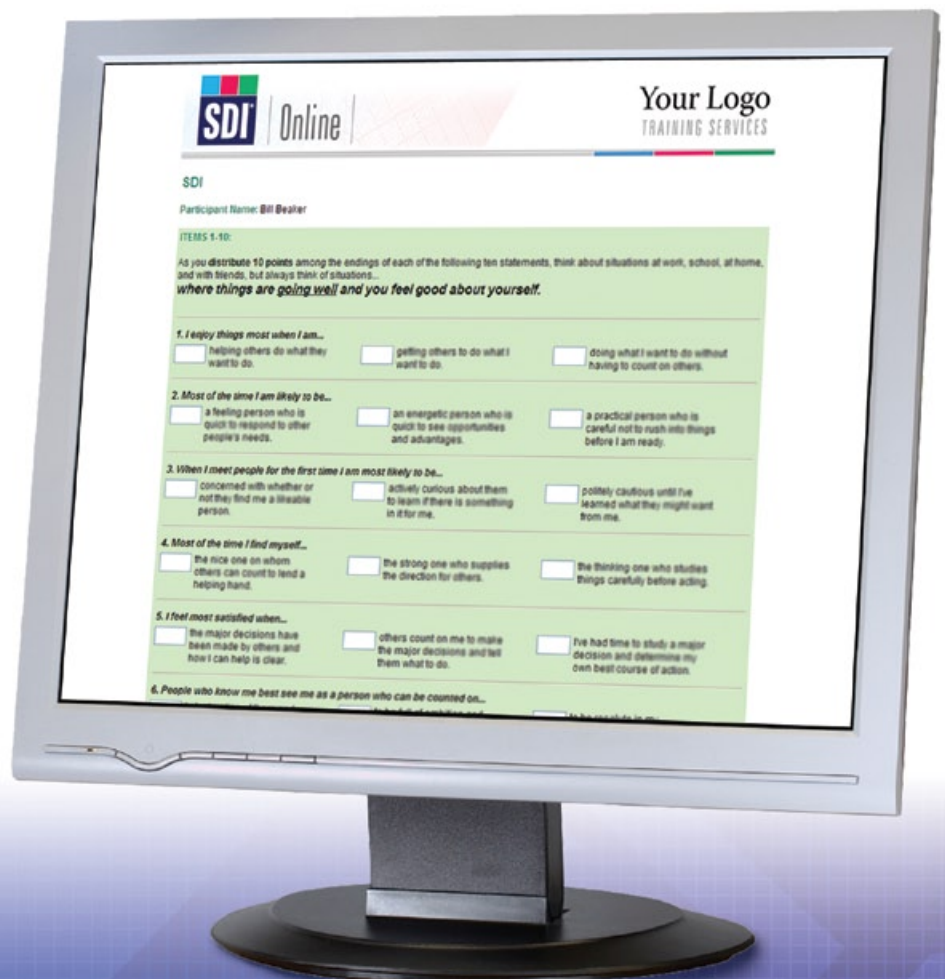 SDI Online
Your Logo
TRAINING SERVICES
SDI
Participant Name: Bill Beaker
ITEMS 1-10:
As you distribute 10 points among the endings of each of the following ten statements, think about situations at work, school, at home,
and with friends, but always think of situations...
where things are going well and you feel good about yourself.
1. I enjoy things most when I am...
helping others do what they
want to do.
getting others to do what I
want to do.
doing what I want to do without
having to count on others.
2. Most of the time I am likely to be...
a feeling person who is
quick to respond to other
people's needs.
an energetic person who is
quick to see opportunities
and advantages.
a practical person who is
careful not to rush into things
before I am ready.
3. When I meet people for the first time I am most likely to be...
concerned with whether or
not they find me a likeable
person.
actively curious about them
to learn if there is something
in it for me.
politely cautious until I've
learned what they might want
from me.
4. Most of the time I find myself...
the nice one on whom
others can count to lend a
helping hand.
the strong one who supplies
the direction for others.
the thinking one who studies
things carefully before acting.
5. I feel most satisfied when...
the major decisions have
been made by others and
how I can help is clear.
others count on me to make
the major decisions and tell
them what to do.
I've had time to study a major
decision and determine my
own best course of action.
6. People who know me best see me as a person who can be counted on...